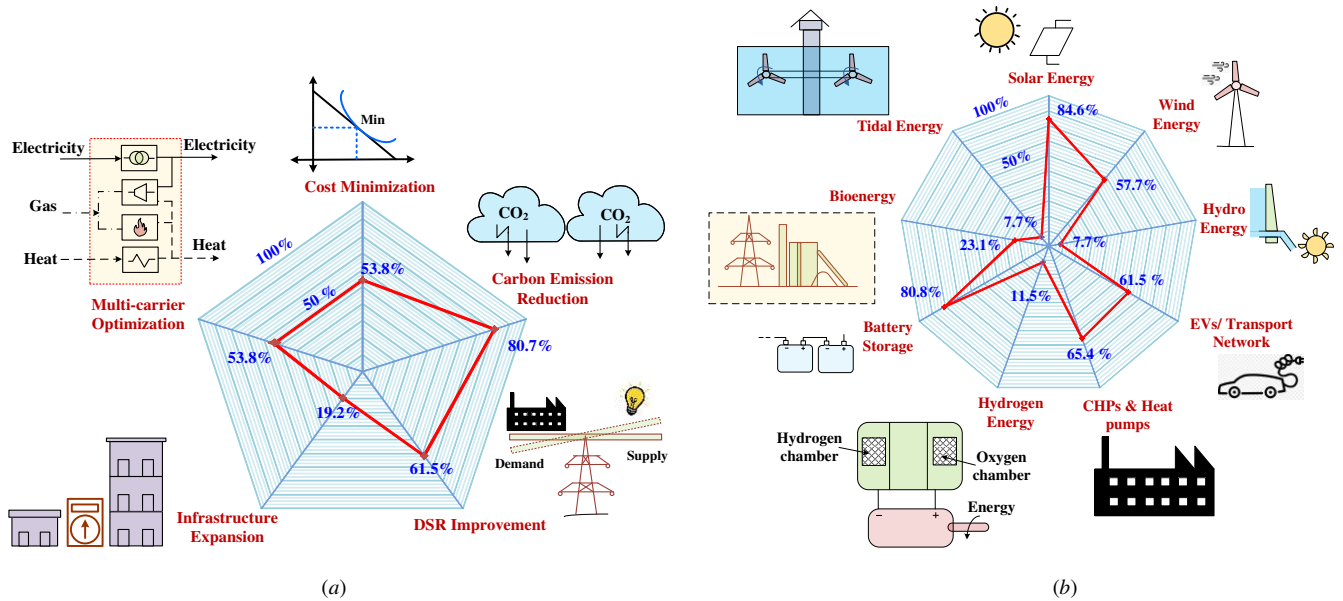 Min
Cost Minimization
Electricity
Electricity
Gas
Heat
Heat
Multi-carrier
Optimization
CO₂
CO₂
Carbon Emission
Reduction
100%
50 %
53.8%
80.7%
53.8%
19.2%
61.5%
Demand
Supply
Infrastructure
Expansion
DSR Improvement
(a)
Solar Energy
Wind
Energy
Tidal Energy
100%
84.6%
50%
57.7%
Bioenergy
Hydro
Energy
7.7%
23.1%
7.7%
61.5 %
80.8%
11.5%
Battery
Storage
EVs/ Transport
Network
65.4 %
Hydrogen
Energy
CHPs & Heat
pumps
Hydrogen
chamber
Oxygen
chamber
− +
− +
− +
Energy
(b)